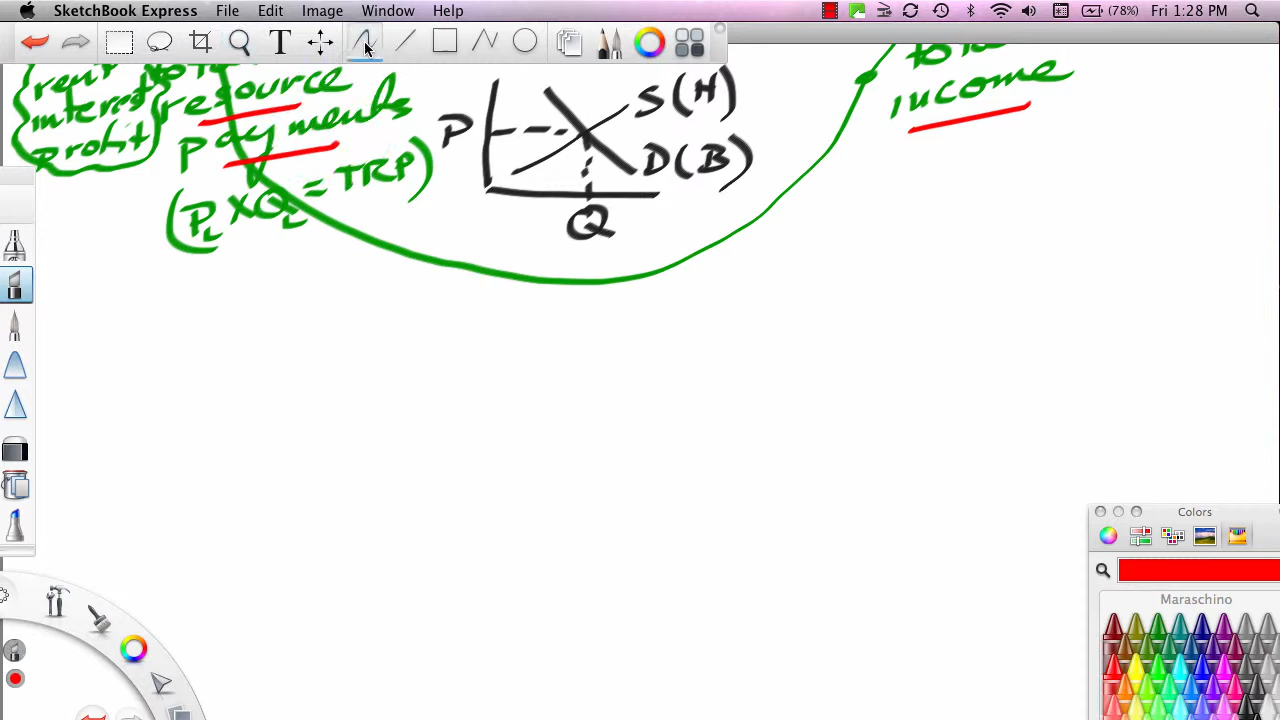 SketchBook Express File Edit Image Window Help (78%) Fri 1:28 PM
T
rent
interest
profit
resource
payments
(PL X QL = TRP)
P
S(H)
D(B)
Q
income
Colors
Maraschino